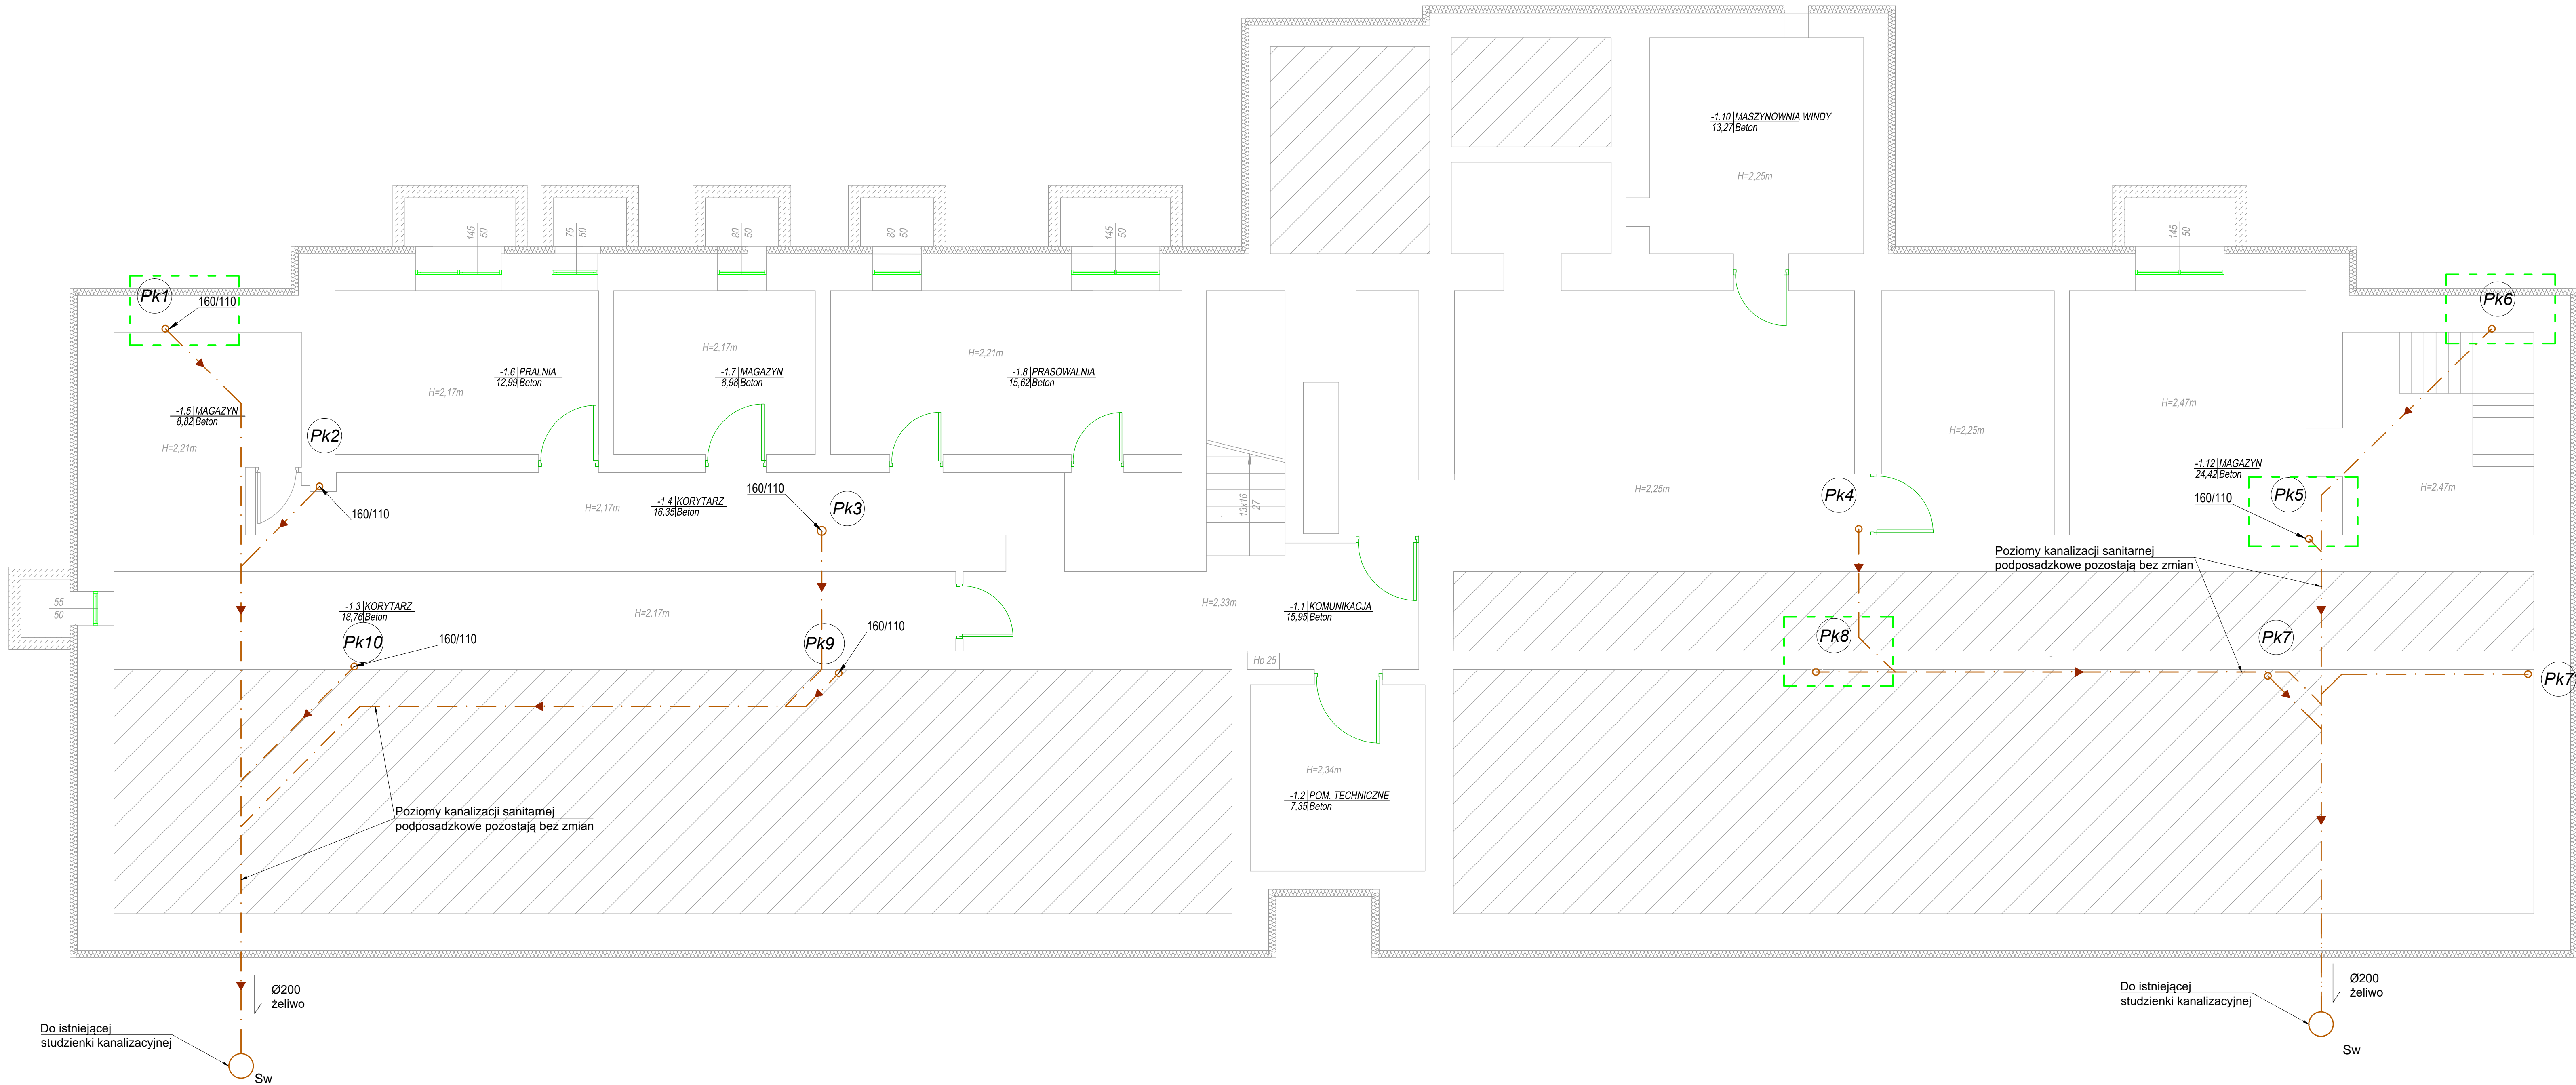 -1.10 MASZYNOWNIA WINDY
13,27 Beton
H=2,25m
145
50
75
50
80
50
80
50
145
50
145
50
Pk1
160/110
Pk6
H=2,17m
H=2,21m
-1.6 PRALNIA
12,99 Beton
-1.7 MAGAZYN
8,98 Beton
-1.8 PRASOWALNIA
15,62 Beton
H=2,17m
H=2,47m
-1.5 MAGAZYN
8,82 Beton
H=2,21m
Pk2
H=2,25m
-1.12 MAGAZYN
24,42 Beton
160/110
Pk5
H=2,47m
160/110
160/110
Pk3
H=2,17m
-1.4 KORYTARZ
16,35 Beton
13x16
27
H=2,25m
Pk4
Poziomy kanalizacji sanitarnej
podposadzkowe pozostają bez zmian
55
50
-1.3 KORYTARZ
18,76 Beton
H=2,17m
H=2,33m
-1.1 KOMUNIKACJA
15,95 Beton
Pk10
160/110
Pk9
160/110
Pk8
Pk7
Hp 25
Pk7
H=2,34m
-1.2 POM. TECHNICZNE
7,35 Beton
Poziomy kanalizacji sanitarnej
podposadzkowe pozostają bez zmian
Ø200
żeliwo
Ø200
żeliwo
Do istniejącej
studzienki kanalizacyjnej
Do istniejącej
studzienki kanalizacyjnej
Sw
Sw